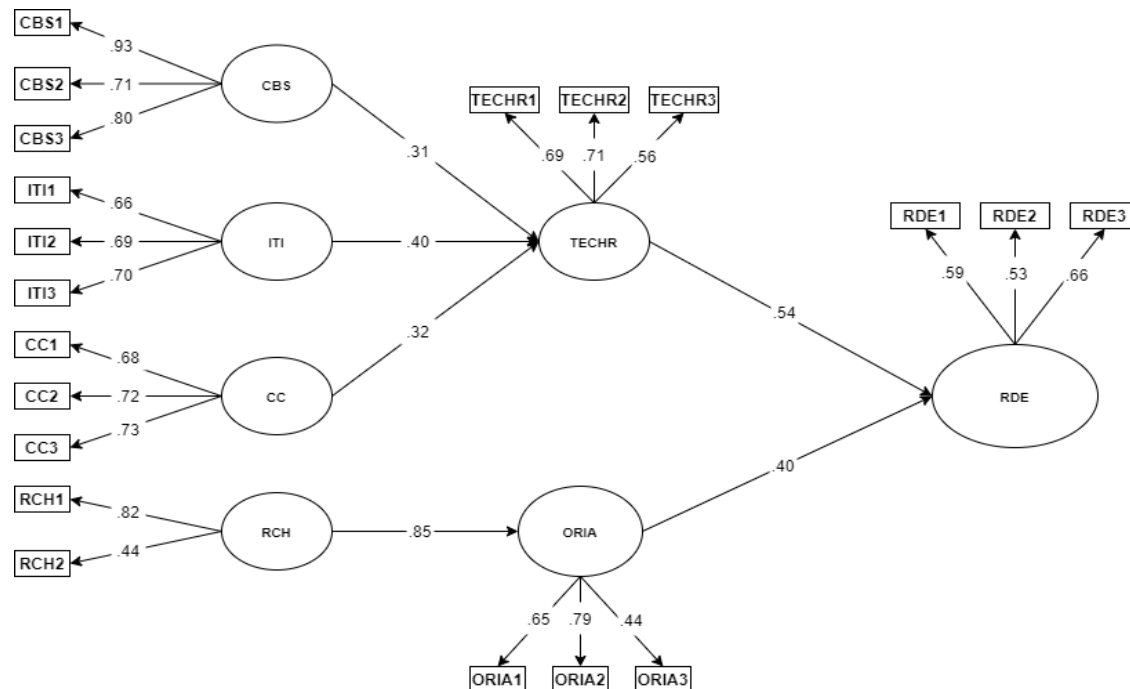 CBS1
.93
CBS2
.71
CBS
CBS3
.80
.31
ITI1
.66
ITI2
.69
ITI
.40
ITI3
.70
CC1
.68
CC2
.72
CC
.32
CC3
.73
RCH1
.82
RCH
.85
RCH2
.44
TECHR1
TECHR2
TECHR3
.69
.71
.56
TECHR
.54
ORIA
.40
.65
.79
.44
ORIA1
ORIA2
ORIA3
RDE1
RDE2
RDE3
.59
.53
.66
RDE